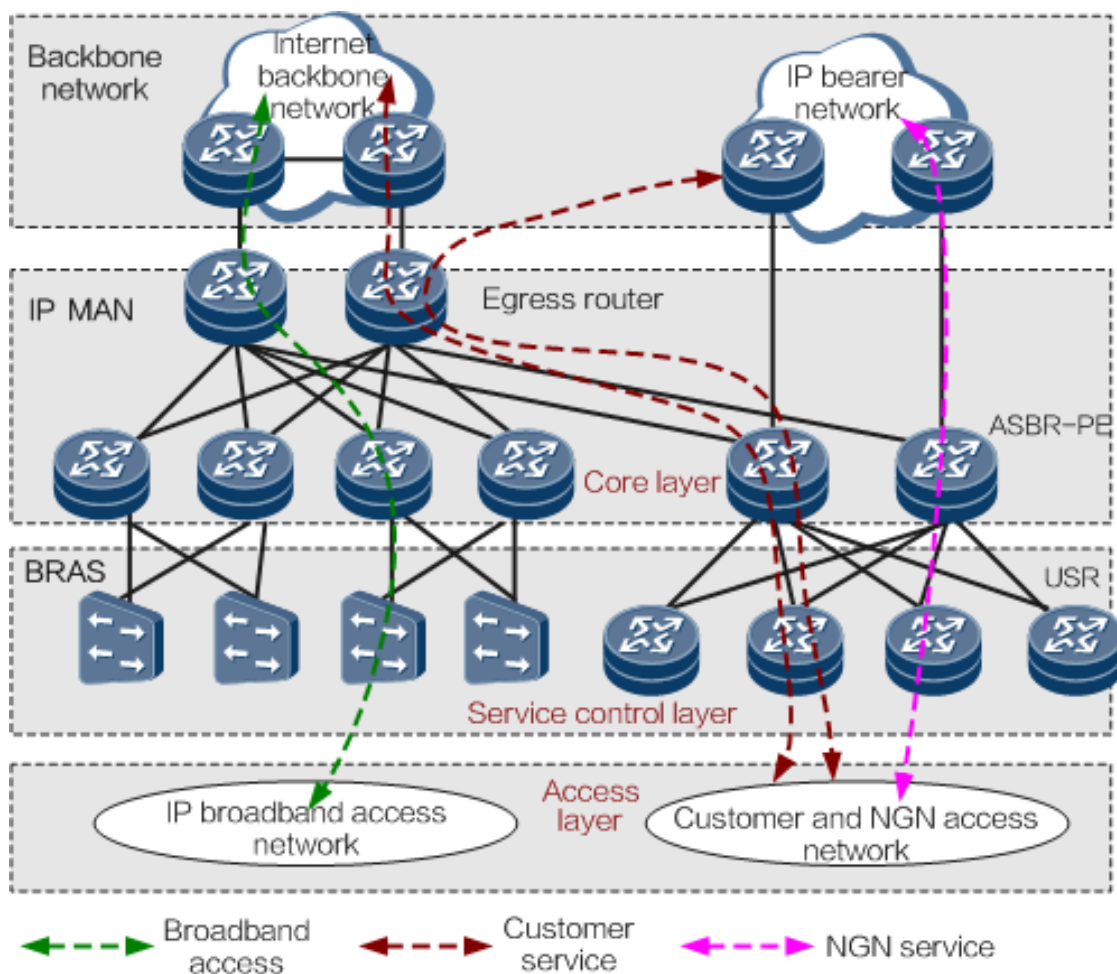 Backbone
network
Internet
backbone
network
IP bearer
network
IP MAN
Egress router
ASBR-PE
Core layer
BRAS
USR
Service control layer
IP broadband access
network
Access
layer
Customer and NGN access
network
Broadband
access
Customer
service
NGN service